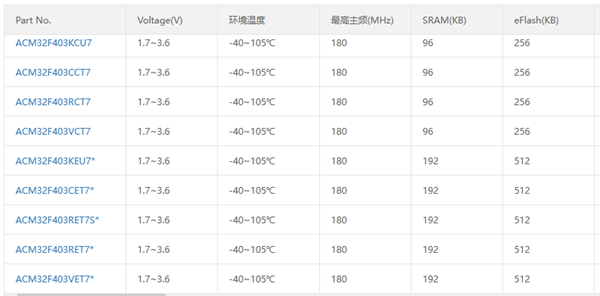 Part No. Voltage(V) 环境温度 最高主频(MHz) SRAM(KB) eFlash(KB)
ACM32F403KCU7 1.7~3.6 -40~105℃ 180 96 256
ACM32F403CCT7 1.7~3.6 -40~105℃ 180 96 256
ACM32F403RCT7 1.7~3.6 -40~105℃ 180 96 256
ACM32F403VCT7 1.7~3.6 -40~105℃ 180 96 256
ACM32F403KEU7* 1.7~3.6 -40~105℃ 180 192 512
ACM32F403CET7* 1.7~3.6 -40~105℃ 180 192 512
ACM32F403RET7S* 1.7~3.6 -40~105℃ 180 192 512
ACM32F403RET7* 1.7~3.6 -40~105℃ 180 192 512
ACM32F403VET7* 1.7~3.6 -40~105℃ 180 192 512